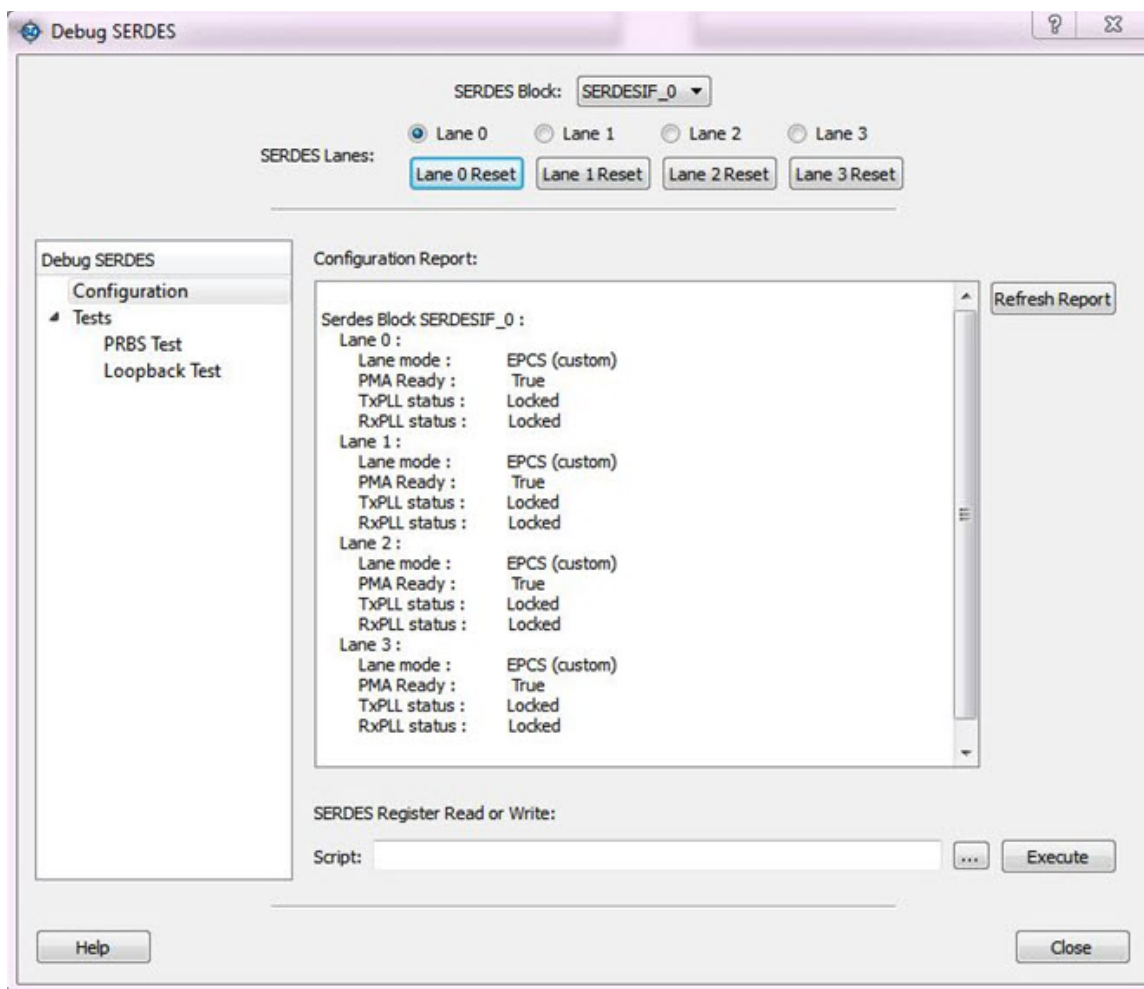 Debug SERDES
SERDES Block: SERDESIF_0
Lane 0 Lane 1 Lane 2 Lane 3
SERDES Lanes:
Lane 0 Reset Lane 1 Reset Lane 2 Reset Lane 3 Reset
Debug SERDES
Configuration
Tests
PRBS Test
Loopback Test
Configuration Report:
Refresh Report
Serdes Block SERDESIF_0 :
Lane 0 :
Lane mode : EPCS (custom)
PMA Ready : True
TxPLL status : Locked
RxPLL status : Locked
Lane 1 :
Lane mode : EPCS (custom)
PMA Ready : True
TxPLL status : Locked
RxPLL status : Locked
Lane 2 :
Lane mode : EPCS (custom)
PMA Ready : True
TxPLL status : Locked
RxPLL status : Locked
Lane 3 :
Lane mode : EPCS (custom)
PMA Ready : True
TxPLL status : Locked
RxPLL status : Locked
SERDES Register Read or Write:
Script: ... Execute
Help Close